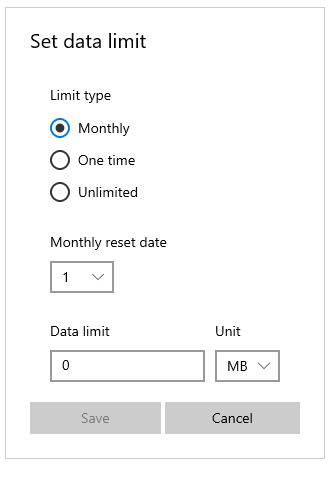 Set data limit
Limit type
Monthly
One time
Unlimited
Monthly reset date
1
Data limit Unit
0 MB
Save Cancel